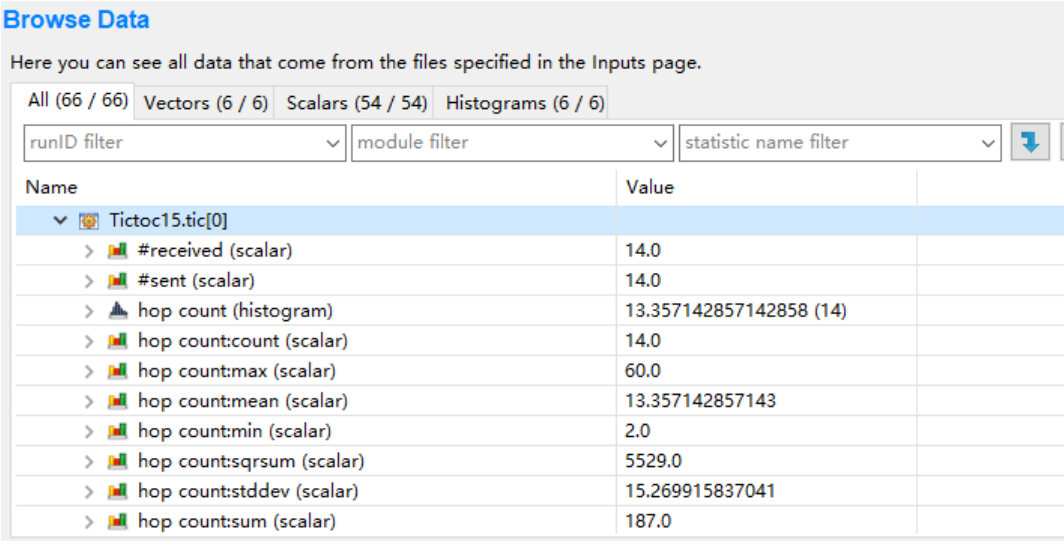 Browse Data
Here you can see all data that come from the files specified in the Inputs page.
All (66 / 66) Vectors (6 / 6) Scalars (54 / 54) Histograms (6 / 6)
runID filter module filter statistic name filter
Name Value
Tictoc15.tic[0]
#received (scalar) 14.0
#sent (scalar) 14.0
hop count (histogram) 13.357142857142858 (14)
hop count:count (scalar) 14.0
hop count:max (scalar) 60.0
hop count:mean (scalar) 13.357142857143
hop count:min (scalar) 2.0
hop count:sqrsum (scalar) 5529.0
hop count:stddev (scalar) 15.269915837041
hop count:sum (scalar) 187.0